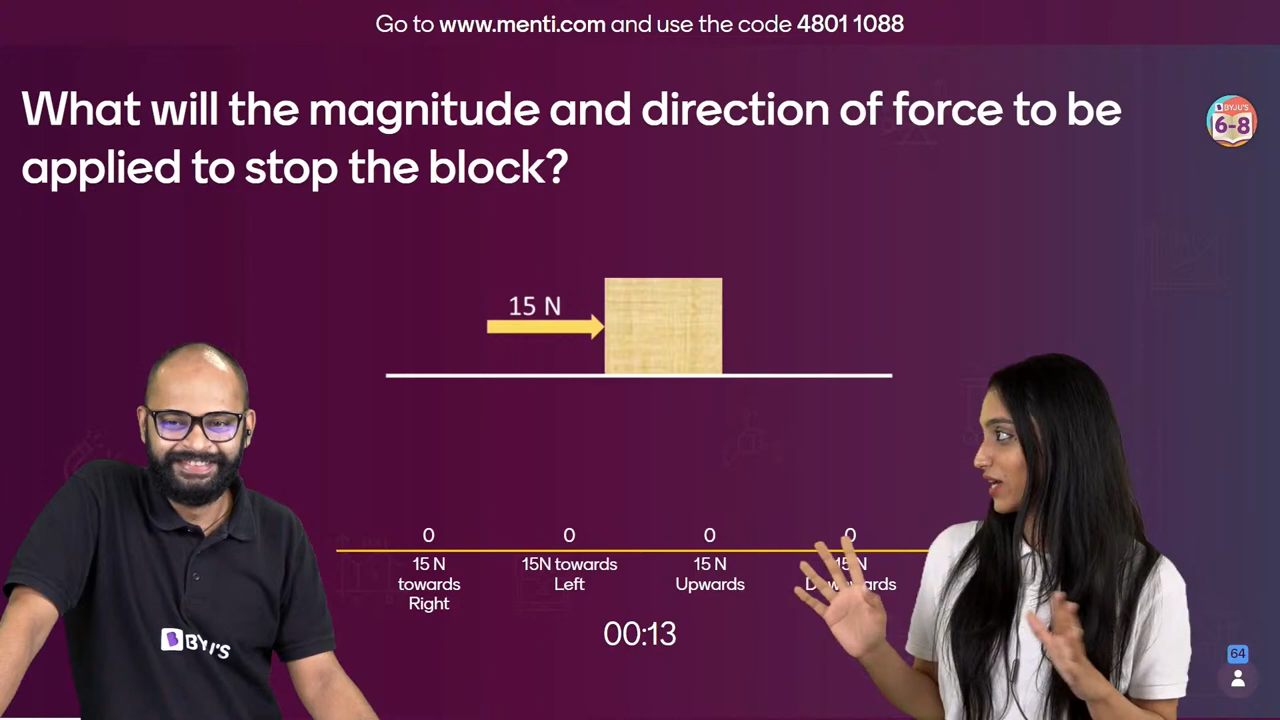 Go to www.menti.com and use the code 4801 1088
What will the magnitude and direction of force to be
applied to stop the block?
BYJU'S
6-8
15 N
0
0
0
0
15 N
towards
Right
15N towards
Left
15 N
Upwards
15 N
Downwards
00:13
BYJU'S
64